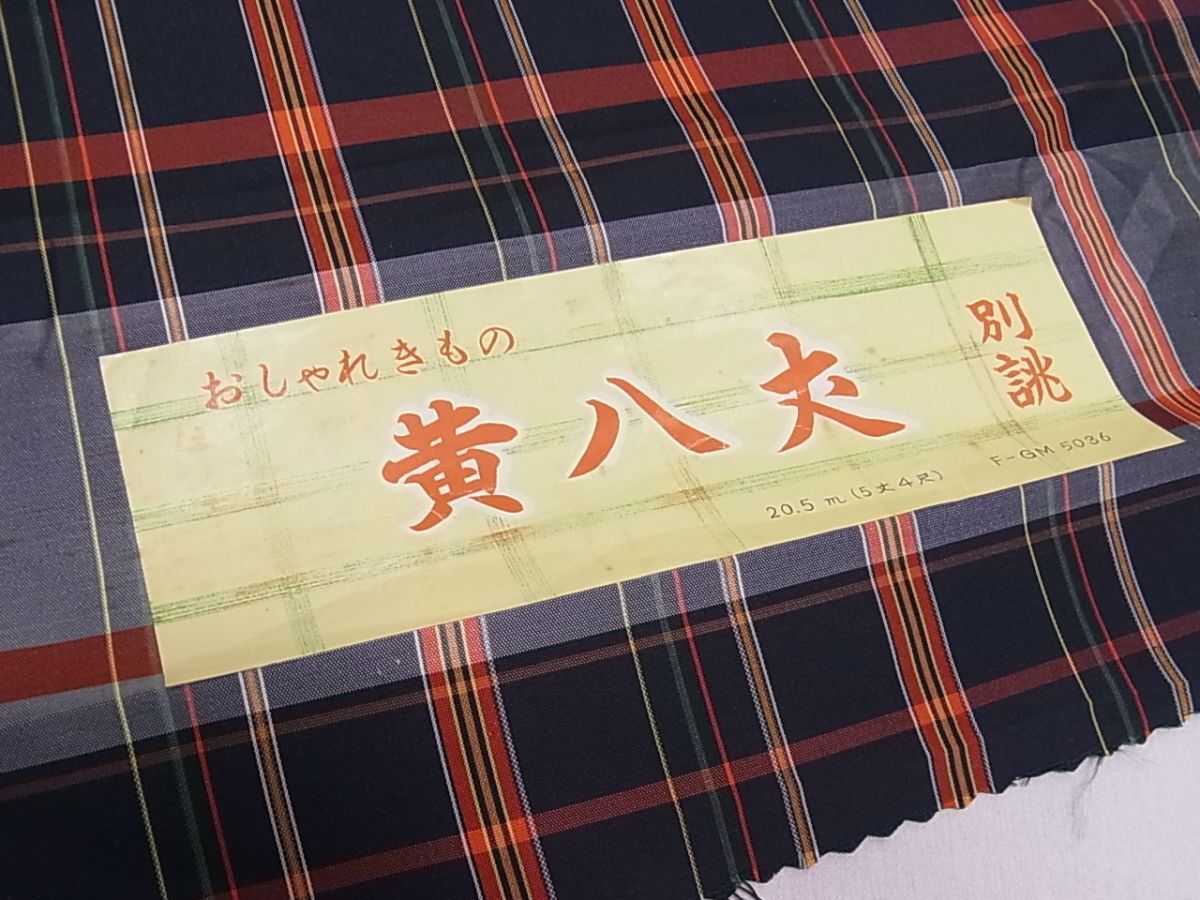 おしゃれきもの
黄八丈
別誂
20.5 m (5丈4尺)
F-GM 5036